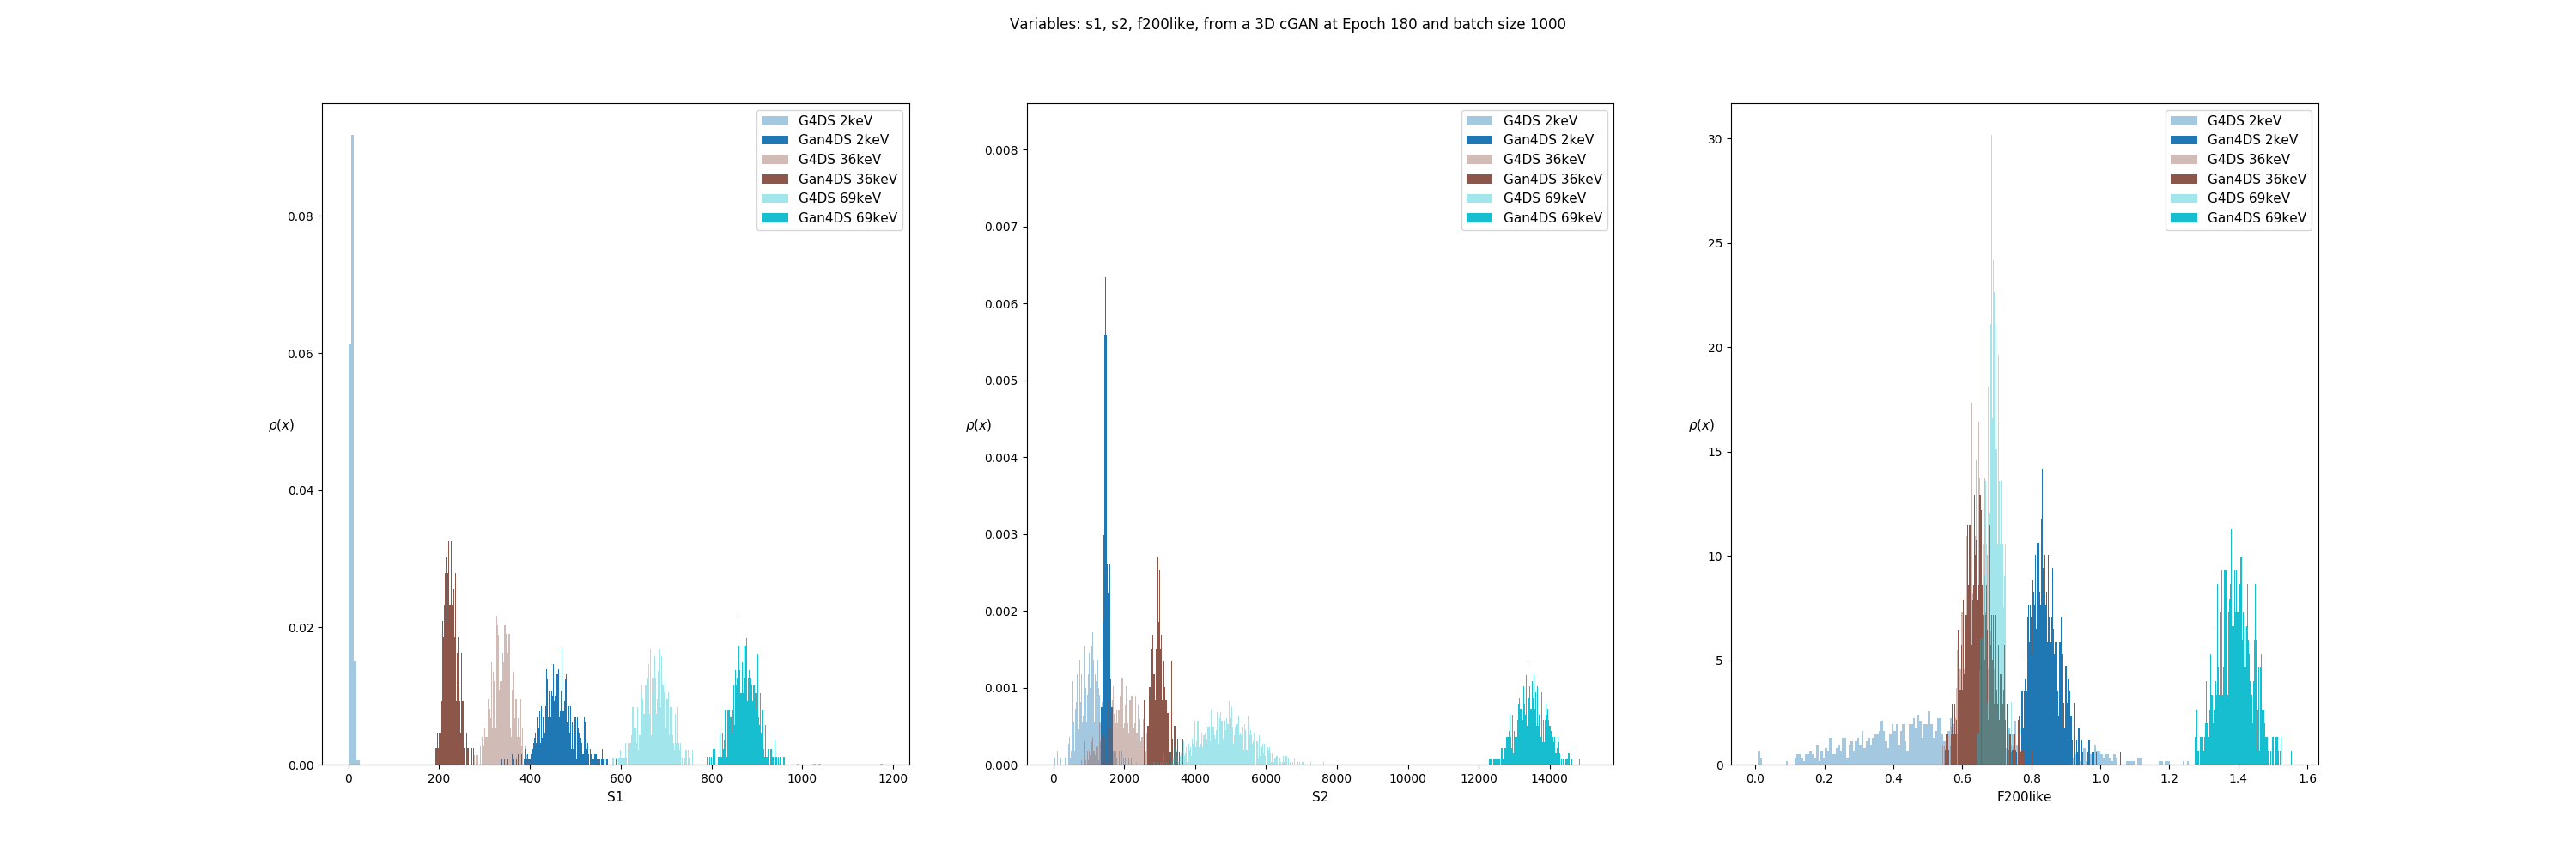 Variables: s1, s2, f200like, from a 3D cGAN at Epoch 180 and batch size 1000
G4DS 2keV
Gan4DS 2keV
G4DS 36keV
Gan4DS 36keV
G4DS 69keV
Gan4DS 69keV
0.08
0.06
0.04
0.02
0.00
ρ(x)
0
200
400
600
800
1000
1200
S1
G4DS 2keV
Gan4DS 2keV
G4DS 36keV
Gan4DS 36keV
G4DS 69keV
Gan4DS 69keV
0.008
0.007
0.006
0.005
0.004
0.003
0.002
0.001
0.000
ρ(x)
0
2000
4000
6000
8000
10000
12000
14000
S2
G4DS 2keV
Gan4DS 2keV
G4DS 36keV
Gan4DS 36keV
G4DS 69keV
Gan4DS 69keV
30
25
20
15
10
5
0
ρ(x)
0.0
0.2
0.4
0.6
0.8
1.0
1.2
1.4
1.6
F200like